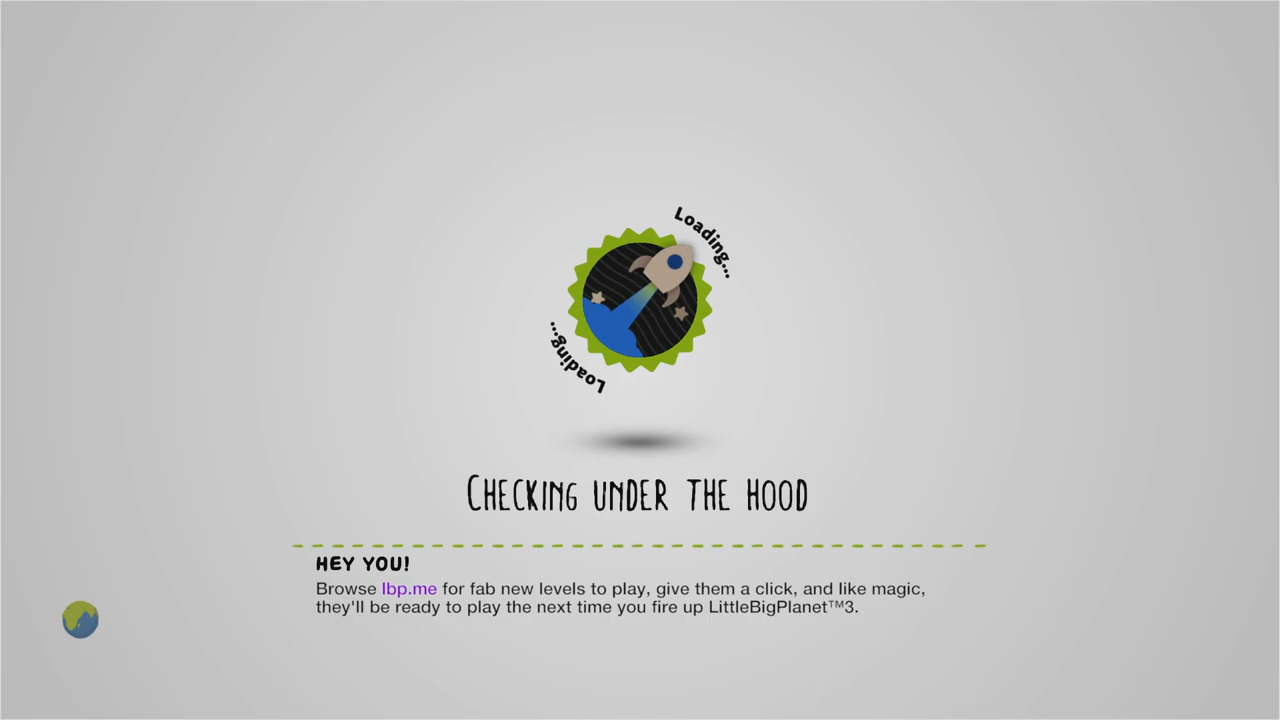 Loading...
Loading...
CHECKING UNDER THE HOOD
HEY YOU!
Browse lbp.me for fab new levels to play, give them a click, and like magic,
they'll be ready to play the next time you fire up LittleBigPlanet™3.